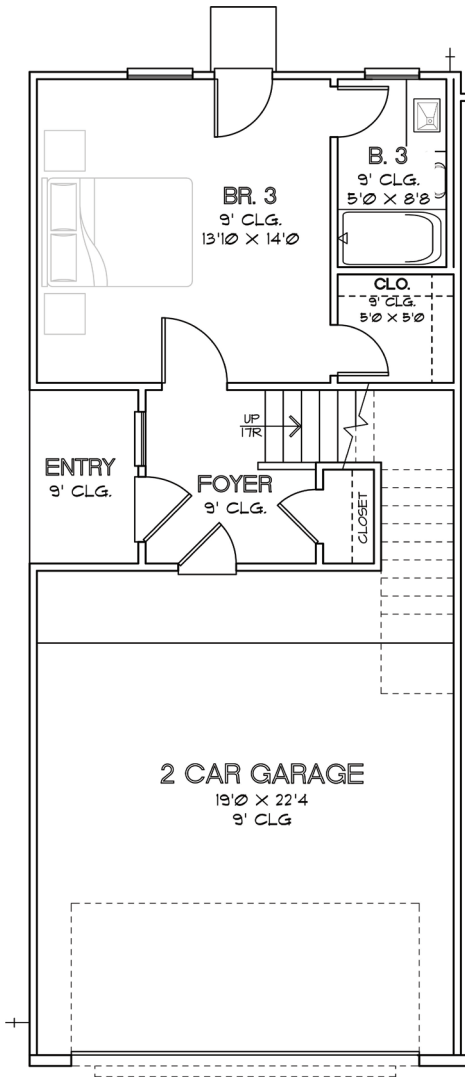 BR. 3
9' CLG.
13'10 X 14'0
B. 3
9' CLG.
5'0 X 8'8
CLO.
9' CLG.
5'0 X 5'0
UP
17R
ENTRY
9' CLG.
FOYER
9' CLG.
CLOSET
2 CAR GARAGE
19'0 X 22'4
9' CLG